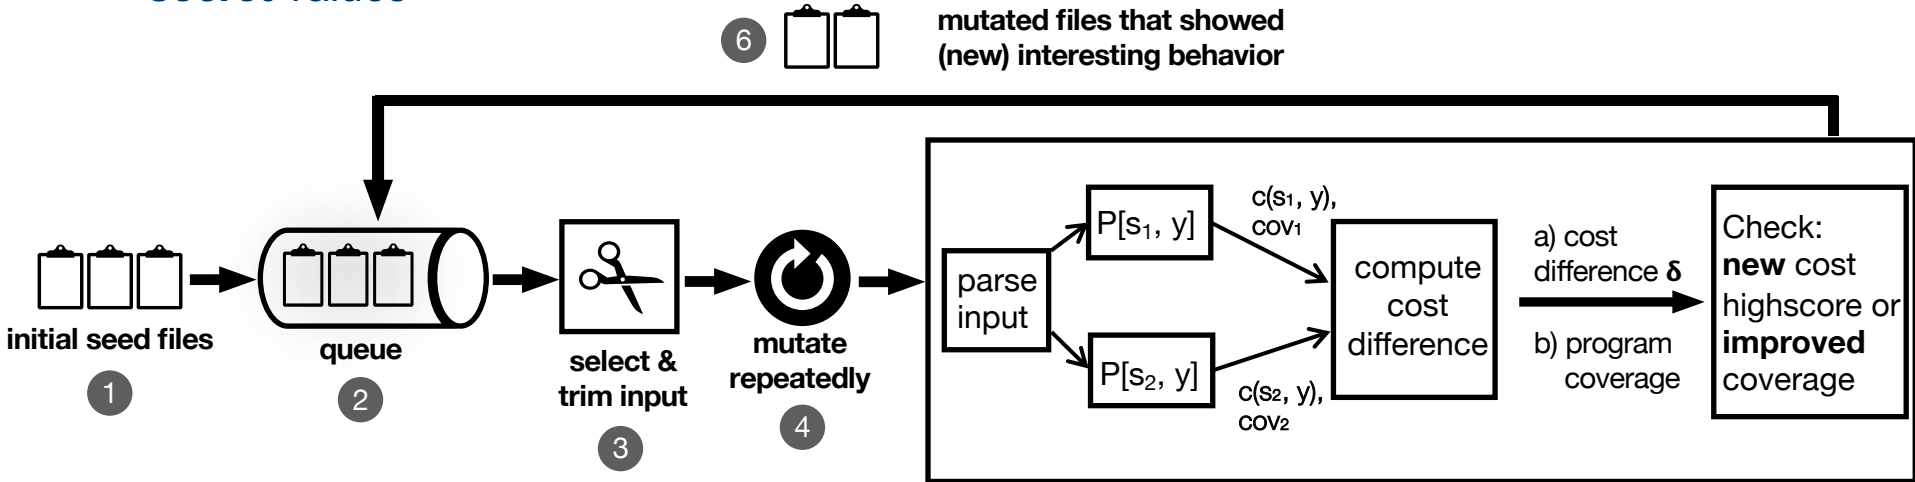 secret values
6
mutated files that showed
(new) interesting behavior
initial seed files
1
queue
2
select &
trim input
3
mutate
repeatedly
4
parse
input
P[s₁, y]
P[s₂, y]
c(s₁, y),
cov₁
c(s₂, y),
cov₂
compute
cost
difference
a) cost
difference δ
b) program
coverage
Check:
new cost
highscore or
improved
coverage